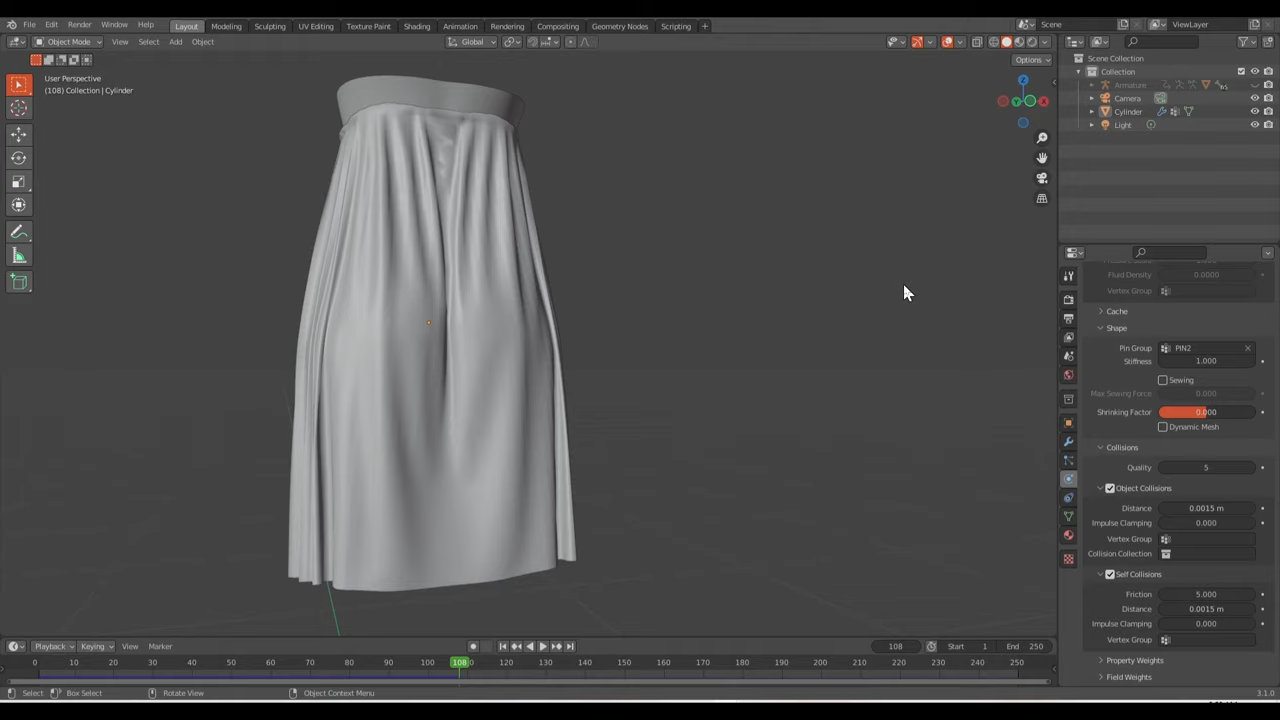 File Edit Render Window Help Layout Modeling Sculpting UV Editing Texture Paint Shading Animation Rendering Compositing Geometry Nodes Scripting + Scene ViewLayer
Object Mode View Select Add Object Global
Options
User Perspective
(108) Collection | Cylinder
Z
Y
X
Scene Collection
Collection
Armature
Camera
Cylinder
Light
Fluid Density 0.0000
Vertex Group
Cache
Shape
Pin Group PIN2
Stiffness 1.000
Sewing
Max Sewing Force 0.000
Shrinking Factor 0.000
Dynamic Mesh
Collisions
Quality 5
Object Collisions
Distance 0.0015 m
Impulse Clamping 0.000
Vertex Group
Collision Collection
Self Collisions
Friction 5.000
Distance 0.0015 m
Impulse Clamping 0.000
Vertex Group
Property Weights
Field Weights
Playback Keying View Marker 108 Start 1 End 250
0 10 20 30 40 50 60 70 80 90 100 108 120 130 140 150 160 170 180 190 200 210 220 230 240 250
Select Box Select Rotate View Object Context Menu 3.1.0